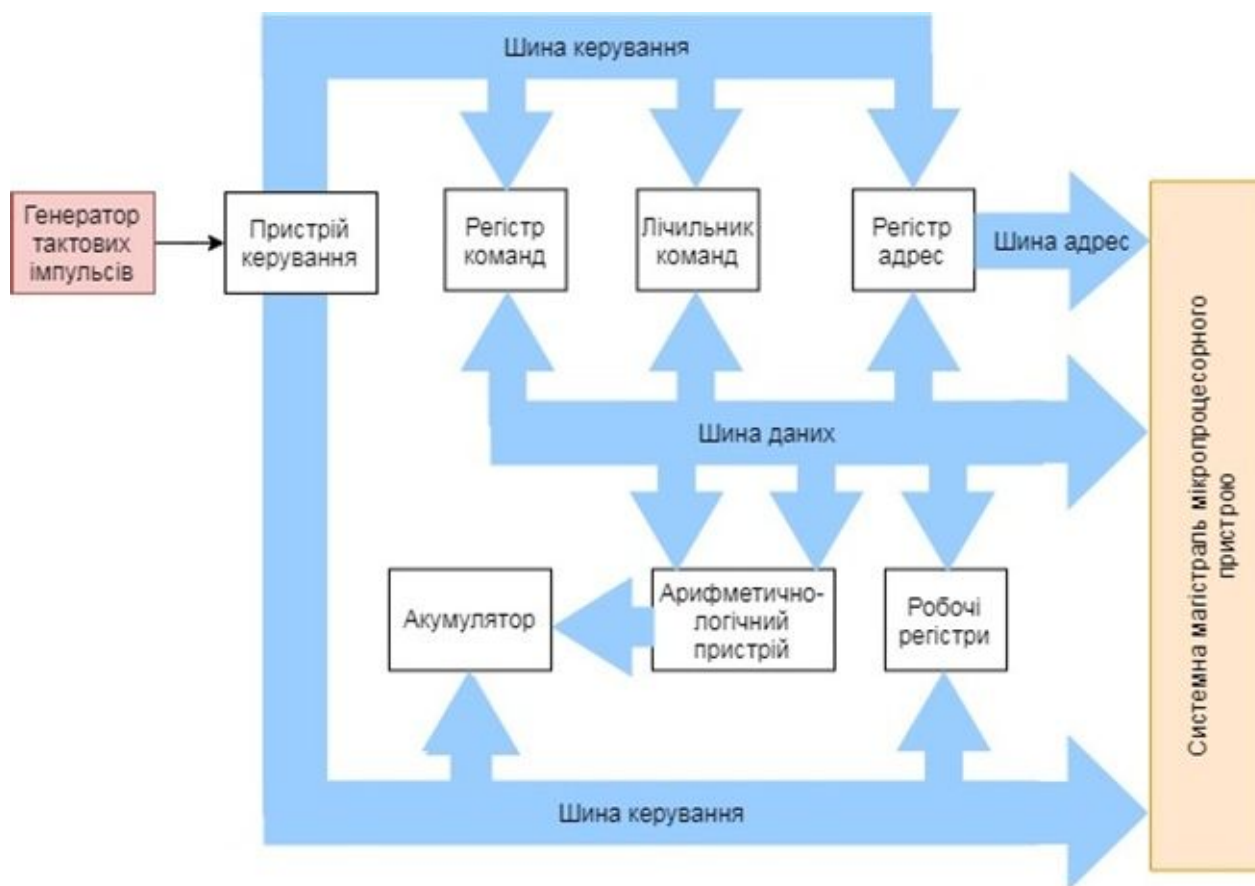 Шина керування
Генератор
тактових
імпульсів
Пристрій
керування
Регістр
команд
Лічильник
команд
Регістр
адрес
Шина адрес
Шина даних
Акумулятор
Арифметично-
логічний
пристрій
Робочі
регістри
Шина керування
Системна магістраль мікропроцесорного
пристрою